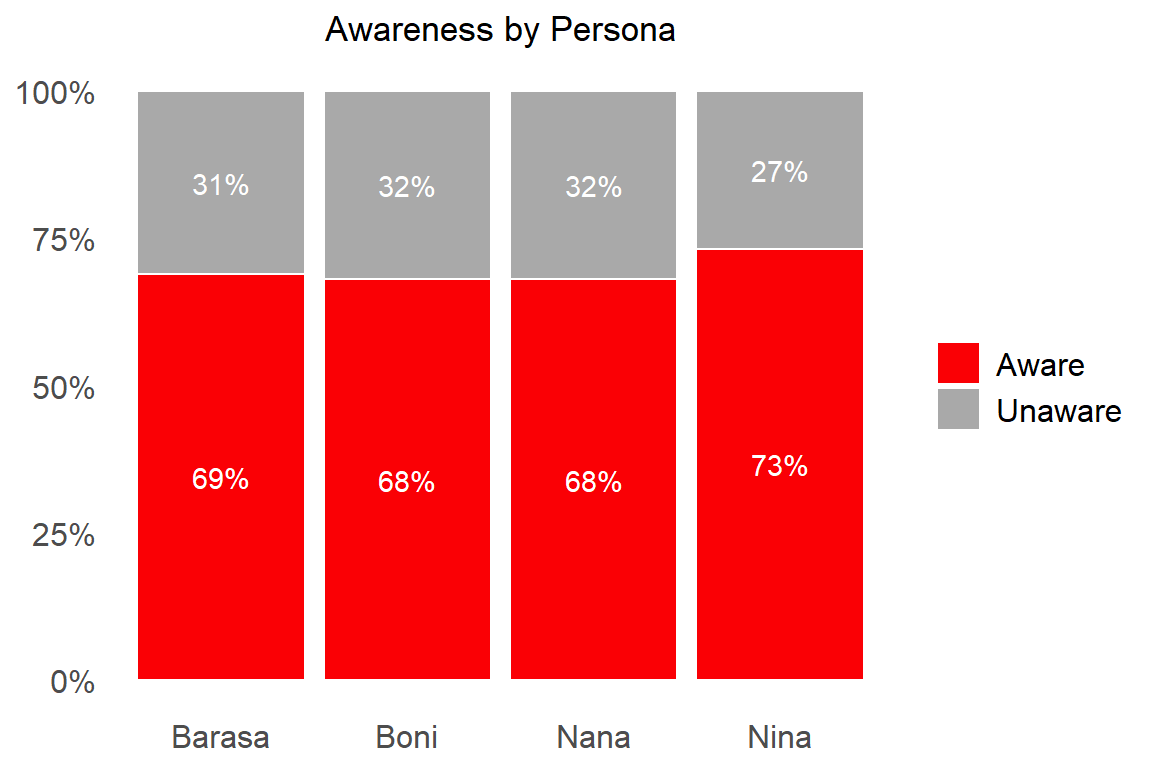 Awareness by Persona
100%
75%
50%
25%
0%
31%
32%
32%
27%
69%
68%
68%
73%
Barasa
Boni
Nana
Nina
Aware
Unaware